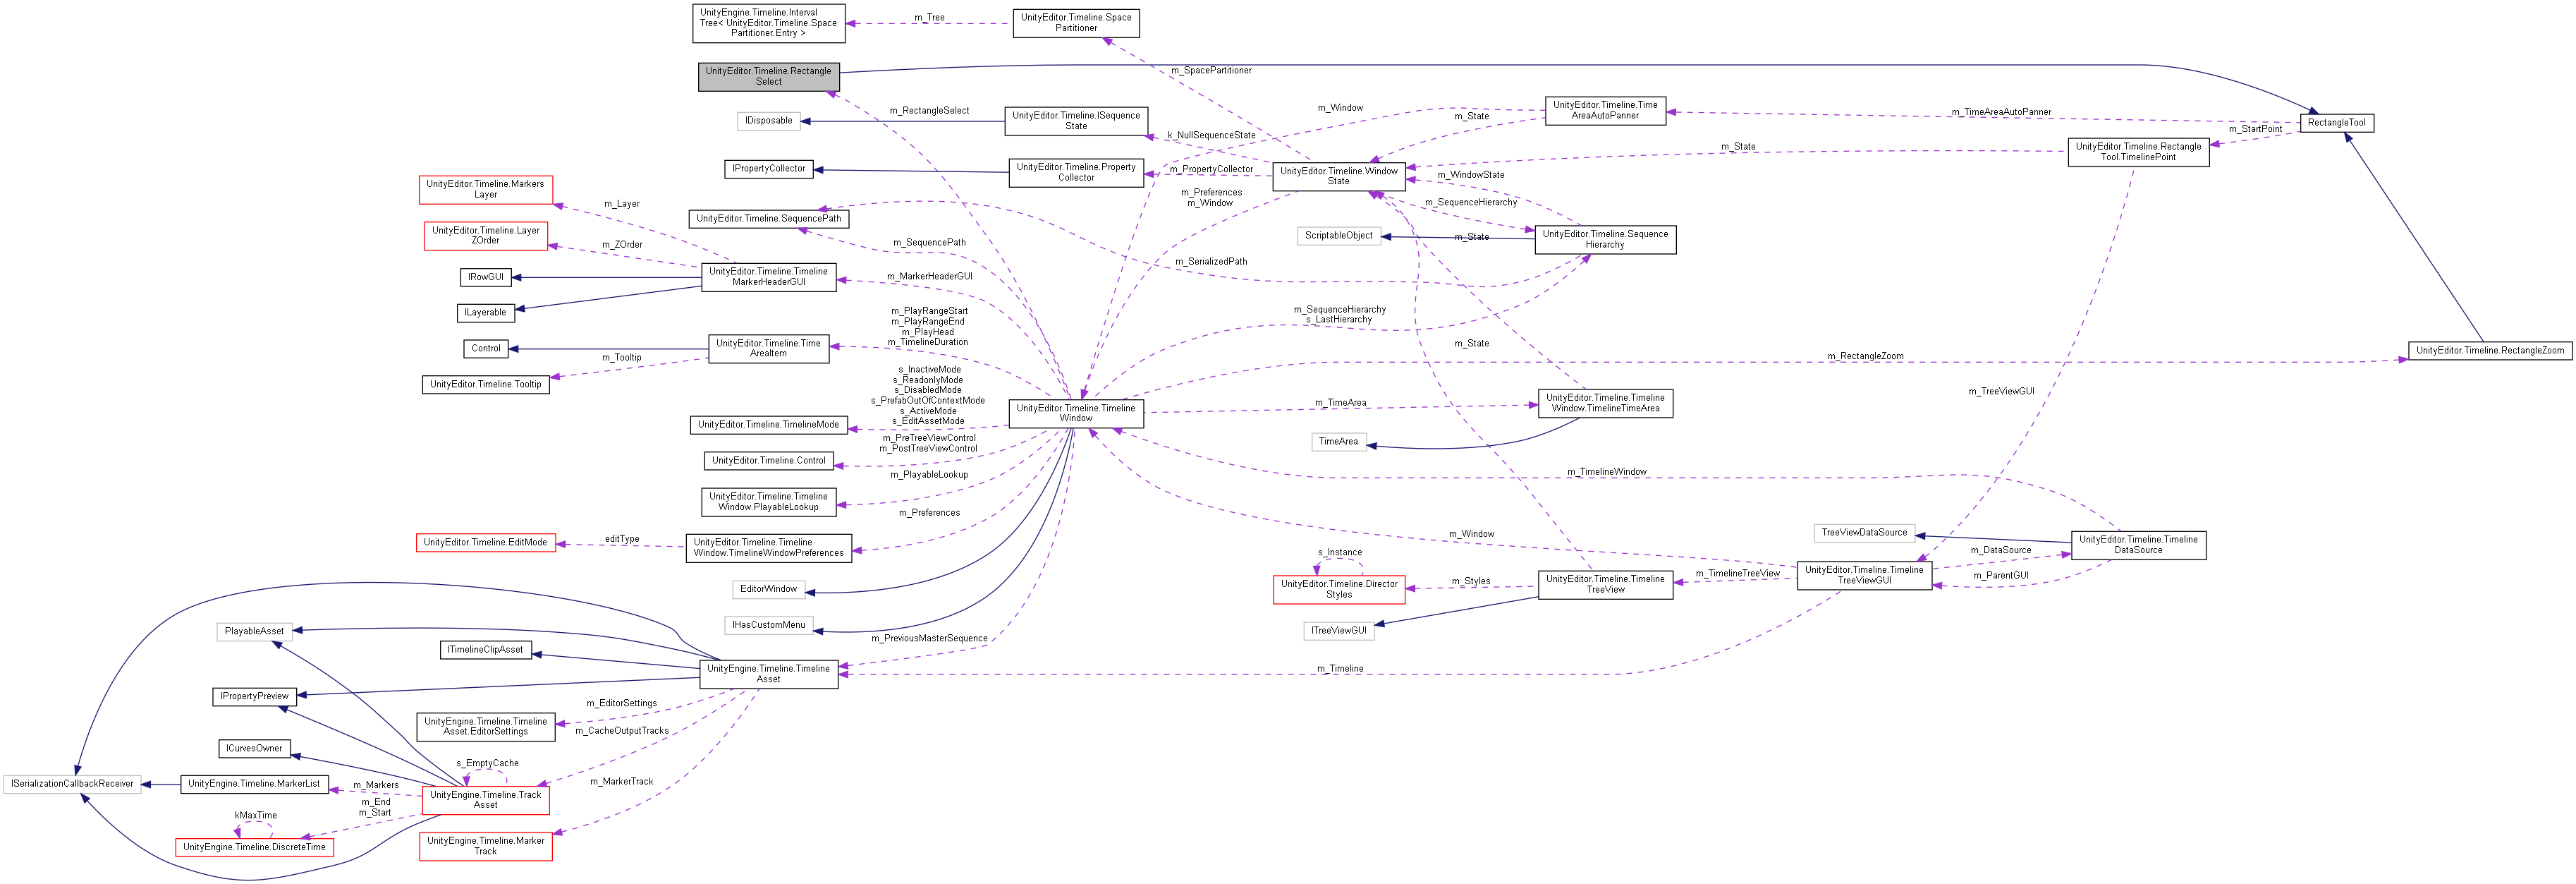 UnityEngine.Timeline.Interval
Tree< UnityEditor.Timeline.Space
Partitioner.Entry >
m_Tree
UnityEditor.Timeline.Space
Partitioner
UnityEditor.Timeline.Rectangle
Select
m_SpacePartitioner
m_RectangleSelect
m_Window
UnityEditor.Timeline.Time
AreaAutoPanner
m_TimeAreaAutoPanner
RectangleTool
IDisposable
UnityEditor.Timeline.ISequence
State
k_NullSequenceState
m_State
m_StartPoint
UnityEditor.Timeline.Rectangle
Tool.TimelinePoint
m_State
IPropertyCollector
UnityEditor.Timeline.Property
Collector
m_PropertyCollector
UnityEditor.Timeline.Window
State
m_WindowState
UnityEditor.Timeline.Markers
Layer
m_Layer
m_Preferences
m_Window
m_SequenceHierarchy
UnityEditor.Timeline.SequencePath
UnityEditor.Timeline.Layer
ZOrder
m_ZOrder
m_SequencePath
ScriptableObject
m_State
UnityEditor.Timeline.Sequence
Hierarchy
m_SerializedPath
IRowGUI
UnityEditor.Timeline.Timeline
MarkerHeaderGUI
m_MarkerHeaderGUI
ILayerable
m_PlayRangeStart
m_PlayRangeEnd
m_PlayHead
m_TimelineDuration
m_SequenceHierarchy
s_LastHierarchy
m_State
Control
UnityEditor.Timeline.Time
AreaItem
m_Tooltip
UnityEditor.Timeline.Tooltip
m_RectangleZoom
UnityEditor.Timeline.RectangleZoom
s_InactiveMode
s_ReadonlyMode
s_DisabledMode
s_PrefabOutOfContextMode
s_ActiveMode
s_EditAssetMode
UnityEditor.Timeline.TimelineMode
UnityEditor.Timeline.Timeline
Window
m_TimeArea
UnityEditor.Timeline.Timeline
Window.TimelineTimeArea
m_TreeViewGUI
TimeArea
m_PreTreeViewControl
m_PostTreeViewControl
UnityEditor.Timeline.Control
m_PlayableLookup
UnityEditor.Timeline.Timeline
Window.PlayableLookup
m_TimelineWindow
m_Preferences
UnityEditor.Timeline.EditMode
editType
UnityEditor.Timeline.Timeline
Window.TimelineWindowPreferences
m_Window
TreeViewDataSource
UnityEditor.Timeline.Timeline
DataSource
m_DataSource
m_ParentGUI
s_Instance
UnityEditor.Timeline.Director
Styles
m_Styles
UnityEditor.Timeline.Timeline
TreeView
m_TimelineTreeView
UnityEditor.Timeline.Timeline
TreeViewGUI
EditorWindow
IHasCustomMenu
ITreeViewGUI
PlayableAsset
m_PreviousMasterSequence
ITimelineClipAsset
UnityEngine.Timeline.Timeline
Asset
m_Timeline
IPropertyPreview
m_EditorSettings
UnityEngine.Timeline.Timeline
Asset.EditorSettings
m_CacheOutputTracks
ICurvesOwner
s_EmptyCache
m_MarkerTrack
ISerializationCallbackReceiver
UnityEngine.Timeline.MarkerList
m_Markers
UnityEngine.Timeline.Track
Asset
m_End
m_Start
kMaxTime
UnityEngine.Timeline.DiscreteTime
UnityEngine.Timeline.Marker
Track